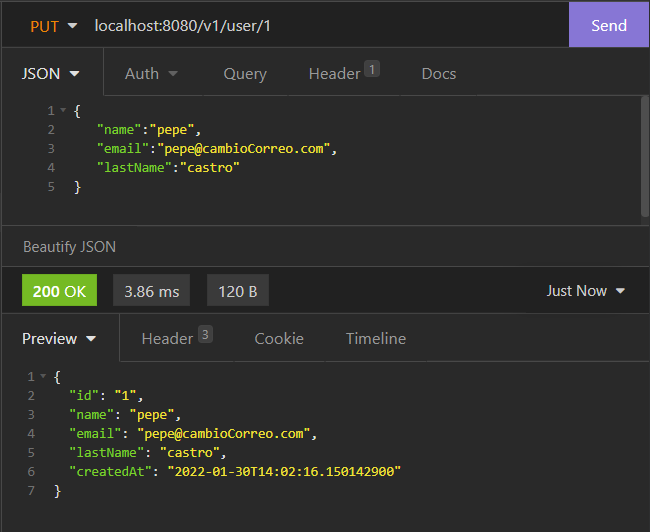 PUT localhost:8080/v1/user/1 Send
JSON Auth Query Header 1 Docs
1 {
2 "name":"pepe",
3 "email":"pepe@cambioCorreo.com",
4 "lastName":"castro"
5 }
Beautify JSON
200 OK 3.86 ms 120 B Just Now
Preview Header 3 Cookie Timeline
1 {
2 "id": "1",
3 "name": "pepe",
4 "email": "pepe@cambioCorreo.com",
5 "lastName": "castro",
6 "createdAt": "2022-01-30T14:02:16.150142900"
7 }